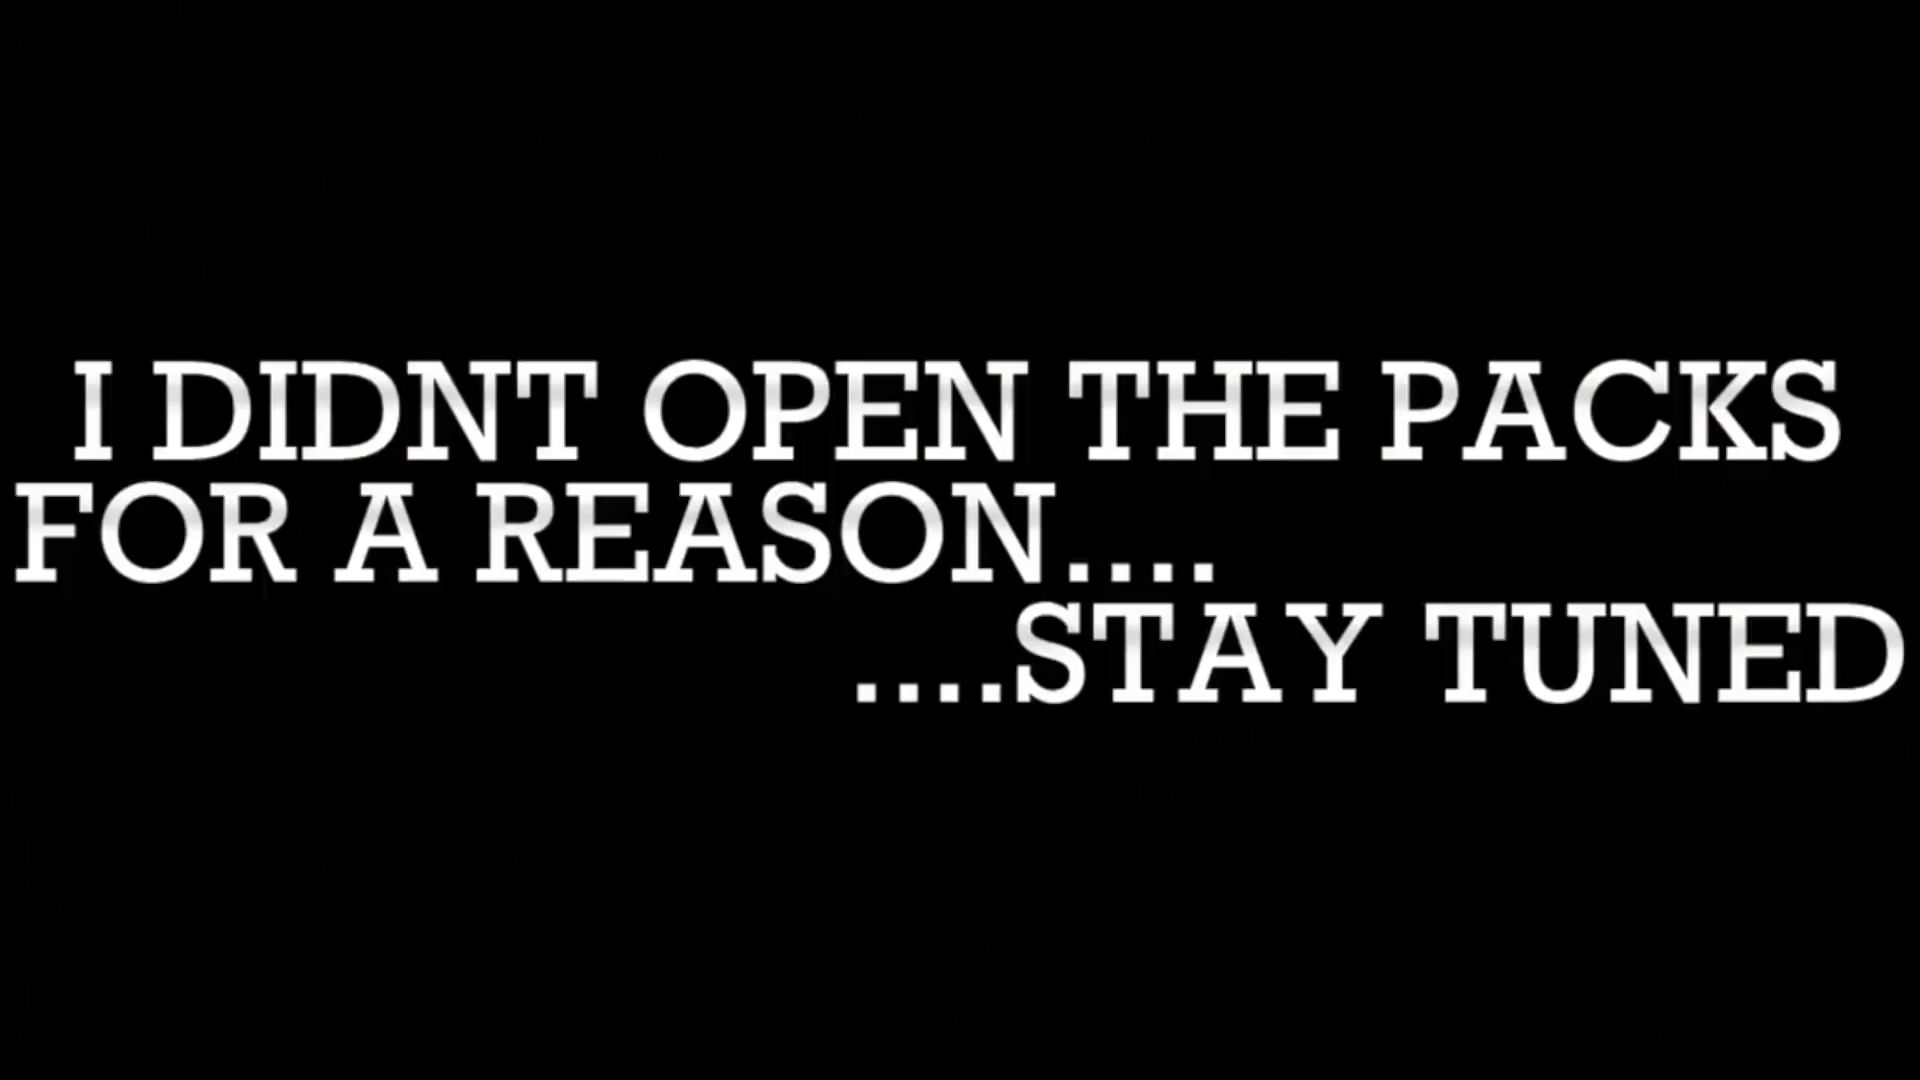 I DIDNT OPEN THE PACKS
FOR A REASON....
....STAY TUNED